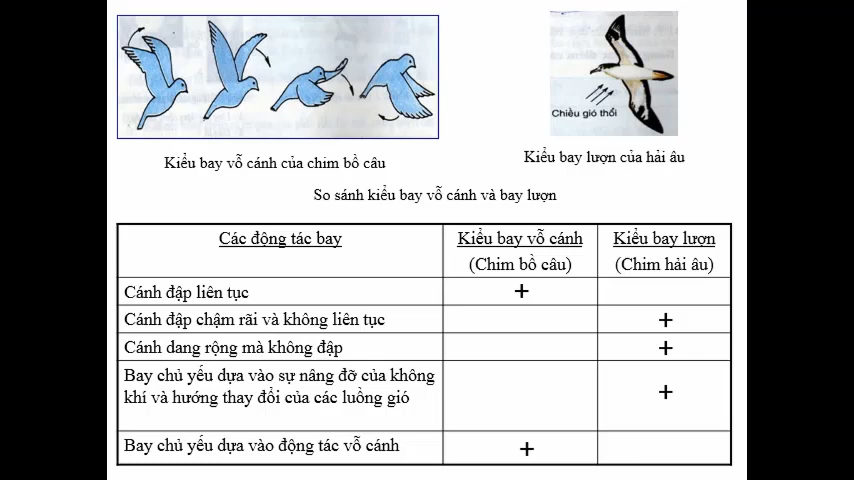 Chiều gió thổi
Kiểu bay vỗ cánh của chim bồ câu
Kiểu bay lượn của hải âu
So sánh kiểu bay vỗ cánh và bay lượn
Các động tác bay
Kiểu bay vỗ cánh
(Chim bồ câu)
Kiểu bay lượn
(Chim hải âu)
Cánh đập liên tục
+
Cánh đập chậm rãi và không liên tục
+
Cánh dang rộng mà không đập
+
Bay chủ yếu dựa vào sự nâng đỡ của không
khí và hướng thay đổi của các luồng gió
+
Bay chủ yếu dựa vào động tác vỗ cánh
+